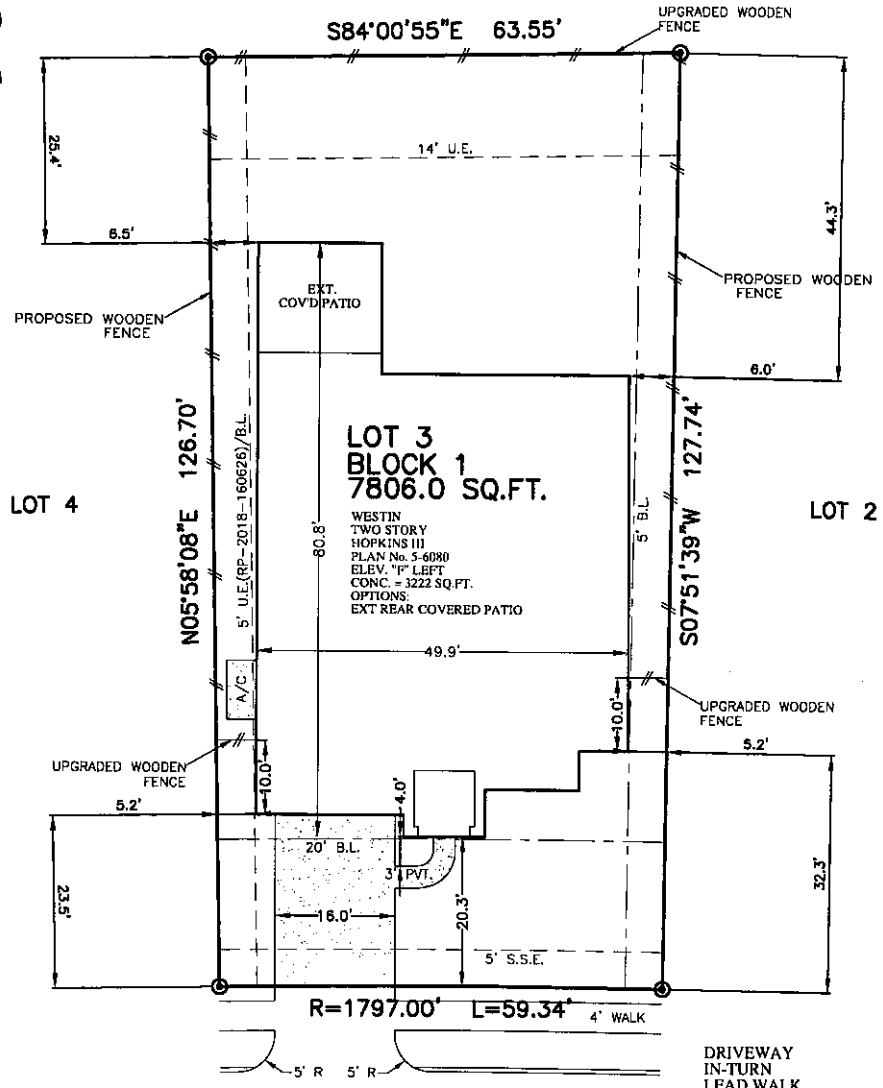 S84°00'55"E 63.55'
UPGRADED WOODEN
FENCE
25.4'
14' U.E.
44.3'
6.5'
EXT.
COV'D PATIO
PROPOSED WOODEN
FENCE
PROPOSED WOODEN
FENCE
6.0'
N05°58'08"E 126.70'
5' U.E.(RP-2018-160626)/B.L.
80.8'
LOT 3
BLOCK 1
7806.0 SQ.FT.
WESTIN
TWO STORY
HOPKINS III
PLAN No. 5-6080
ELEV. "F" LEFT
CONC. = 3222 SQ.FT.
OPTIONS:
EXT REAR COVERED PATIO
5' B.L.
S07°51'39"W 127.74'
LOT 4
LOT 2
49.9'
A/C
10.0'
UPGRADED WOODEN
FENCE
5.2'
UPGRADED WOODEN
FENCE
10.0'
4.0'
5.2'
20' B.L.
3' PVT.
23.5'
16.0'
20.3'
32.3'
5' S.S.E.
R=1797.00' L=59.34'
4' WALK
5' R 5' R
DRIVEWAY
IN-TURN
LEAD WALK